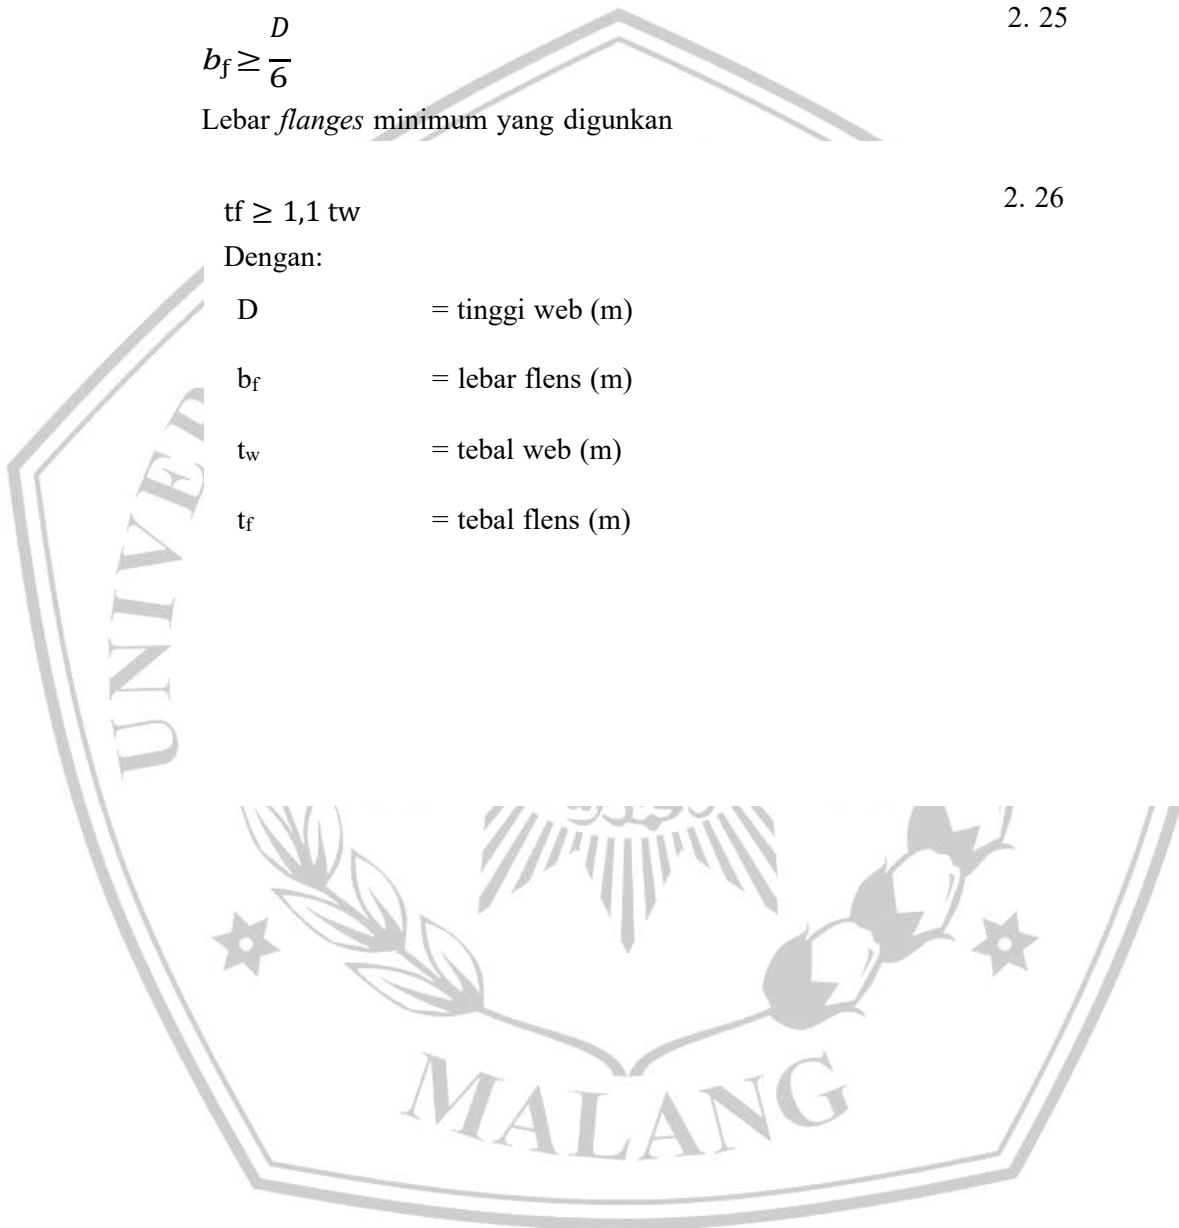 b_f ≥ D/6 2. 25
Lebar flanges minimum yang digunkan
tf ≥ 1,1 tw 2. 26
Dengan:
D = tinggi web (m)
b_f = lebar flens (m)
t_w = tebal web (m)
t_f = tebal flens (m)
MALANG